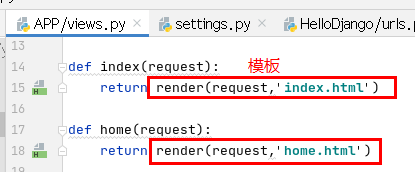 APP/views.py settings.py HelloDjango/urls.
13
14 def index(request): 模板
15 return render(request,'index.html')
16
17 def home(request):
18 return render(request,'home.html')